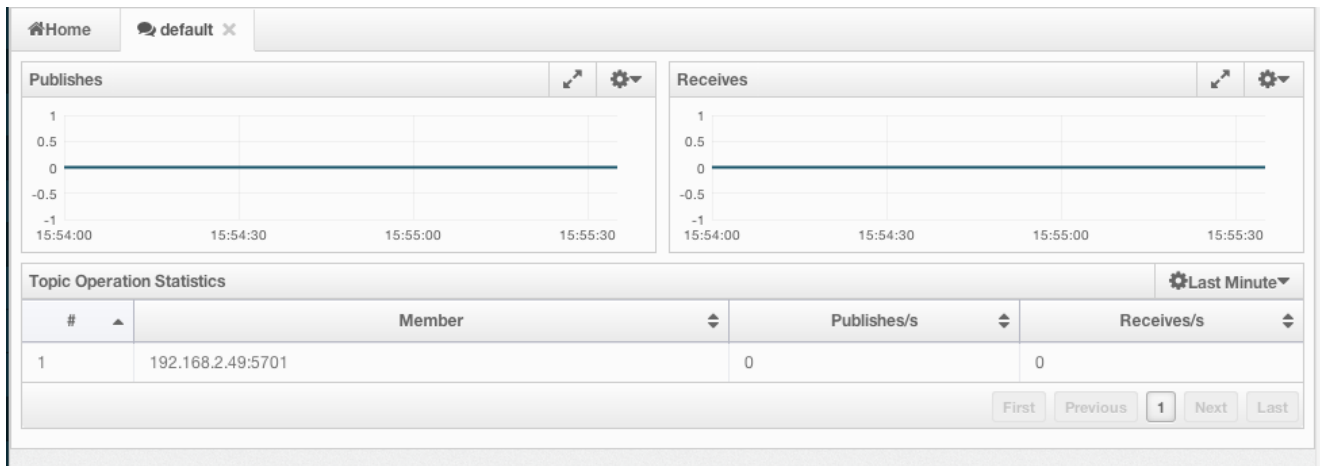 Home default
Publishes
1
0.5
0
-0.5
-1
15:54:00 15:54:30 15:55:00 15:55:30
Receives
1
0.5
0
-0.5
-1
15:54:00 15:54:30 15:55:00 15:55:30
Topic Operation Statistics Last Minute
# Member Publishes/s Receives/s
1 192.168.2.49:5701 0 0
First Previous 1 Next Last